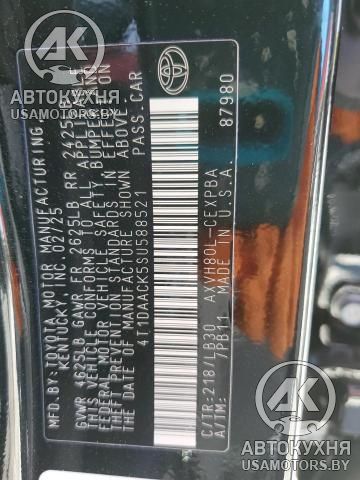 MFD.BY:TOYOTA MOTOR MANUFACTURING
KENTUCKY, INC. 02/25
GVWR 4625LB GAWR FR 2625LB RR 2425LB
THIS VEHICLE CONFORMS TO ALL APPLICABLE
FEDERAL MOTOR VEHICLE SAFETY BUMPER AND
THEFT PREVENTION STANDARDS IN EFFECT ON
THE DATE OF MANUFACTURE SHOWN ABOVE.
4T1DAACK5SU588521 PASS.CAR
C/TR:218/LB30 AXVH80L-CEXPBA
A/TM: 7PB11 MADE IN U.S.A.
87980
АВТОКУХНЯ
USAMOTORS.BY
АВТОКУХНЯ
USAMOTORS.BY